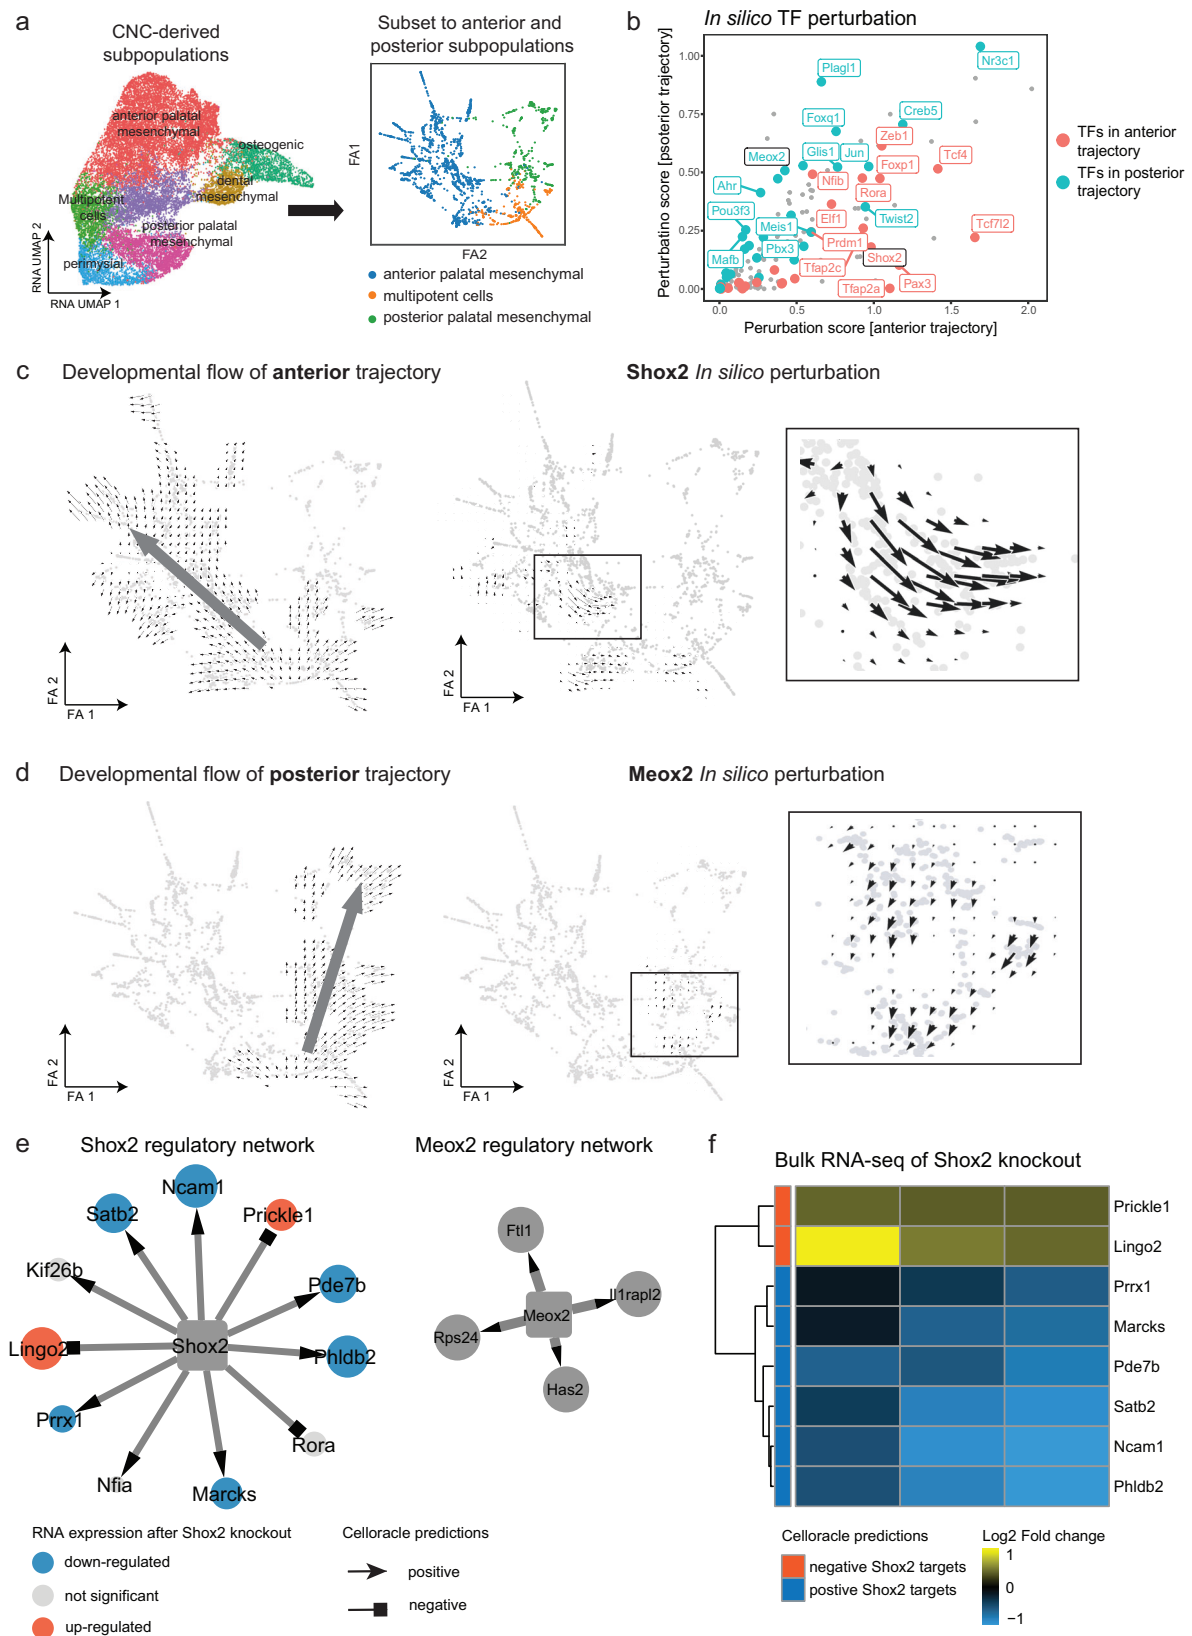 a
CNC-derived
subpopulations
anterior palatal
mesenchymal
osteogenic
dental
mesenchymal
Multipotent
cells
posterior palatal
mesenchymal
perimysial
RNA UMAP 2
RNA UMAP 1
Subset to anterior and
posterior subpopulations
FA1
FA2
anterior palatal mesenchymal
multipotent cells
posterior palatal mesenchymal
b
In silico TF perturbation
Perturbatino score [psoterior trajectory]
1.00
0.75
0.50
0.25
0.00
0.0
0.5
1.0
1.5
2.0
Perurbation score [anterior trajectory]
Nr3c1
Plagl1
Foxq1
Creb5
Zeb1
Meox2
Glis1
Jun
Foxp1
Tcf4
Ahr
Nfib
Rora
Pou3f3
Elf1
Twist2
Meis1
Tcf7l2
Pbx3
Prdm1
Mafb
Tfap2c
Shox2
Tfap2a
Pax3
TFs in anterior
trajectory
TFs in posterior
trajectory
c
Developmental flow of anterior trajectory
Shox2 In silico perturbation
FA 2
FA 1
FA 2
FA 1
d
Developmental flow of posterior trajectory
Meox2 In silico perturbation
FA 2
FA 1
FA 2
FA 1
e
Shox2 regulatory network
Ncam1
Satb2
Prickle1
Kif26b
Pde7b
Lingo2
Shox2
Phldb2
Prrx1
Rora
Nfia
Marcks
Meox2 regulatory network
Ftl1
Il1rapl2
Meox2
Rps24
Has2
RNA expression after Shox2 knockout
down-regulated
not significant
up-regulated
Celloracle predictions
positive
negative
f
Bulk RNA-seq of Shox2 knockout
Prickle1
Lingo2
Prrx1
Marcks
Pde7b
Satb2
Ncam1
Phldb2
Celloracle predictions
negative Shox2 targets
postive Shox2 targets
Log2 Fold change
1
0
−1